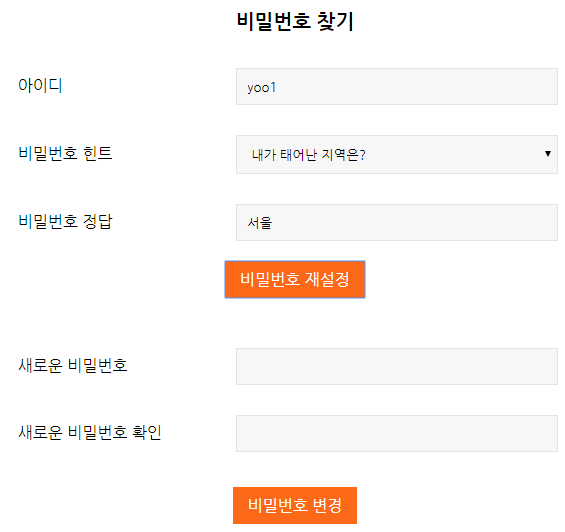 비밀번호 찾기
아이디 yoo1
비밀번호 힌트 내가 태어난 지역은?
비밀번호 정답 서울
비밀번호 재설정
새로운 비밀번호
새로운 비밀번호 확인
비밀번호 변경